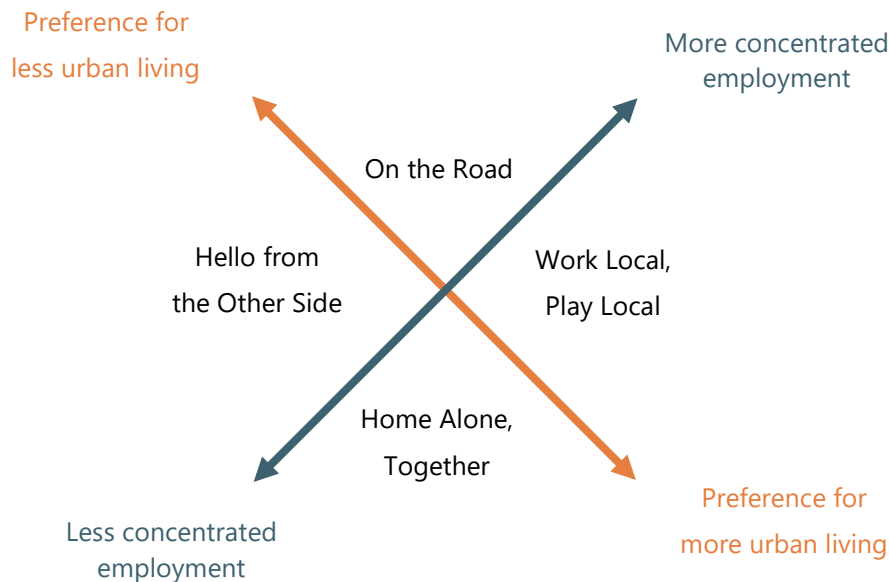 Preference for
less urban living
More concentrated
employment
On the Road
Hello from
the Other Side
Work Local,
Play Local
Home Alone,
Together
Less concentrated
employment
Preference for
more urban living